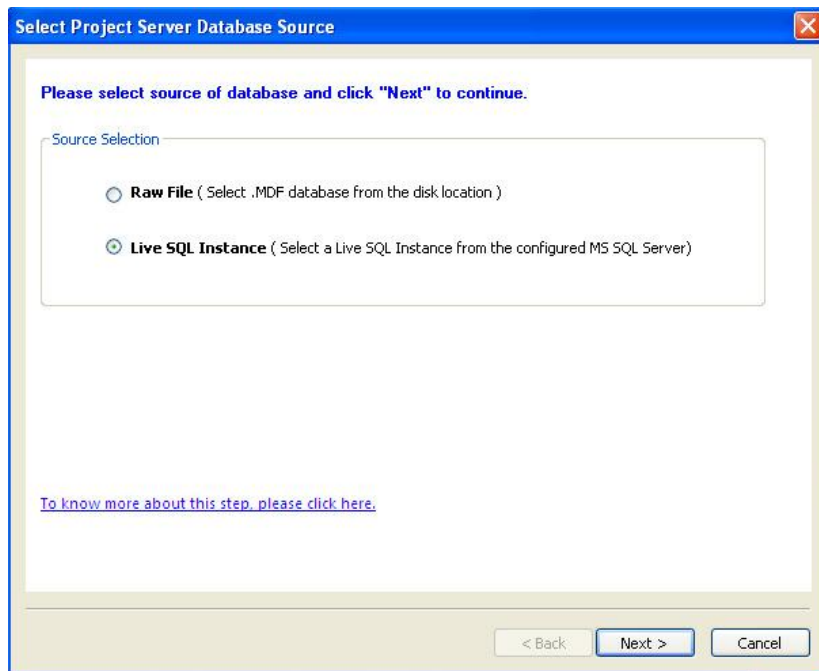 Select Project Server Database Source
Please select source of database and click "Next" to continue.
Source Selection
Raw File ( Select .MDF database from the disk location )
Live SQL Instance ( Select a Live SQL Instance from the configured MS SQL Server)
To know more about this step, please click here.
< Back Next > Cancel